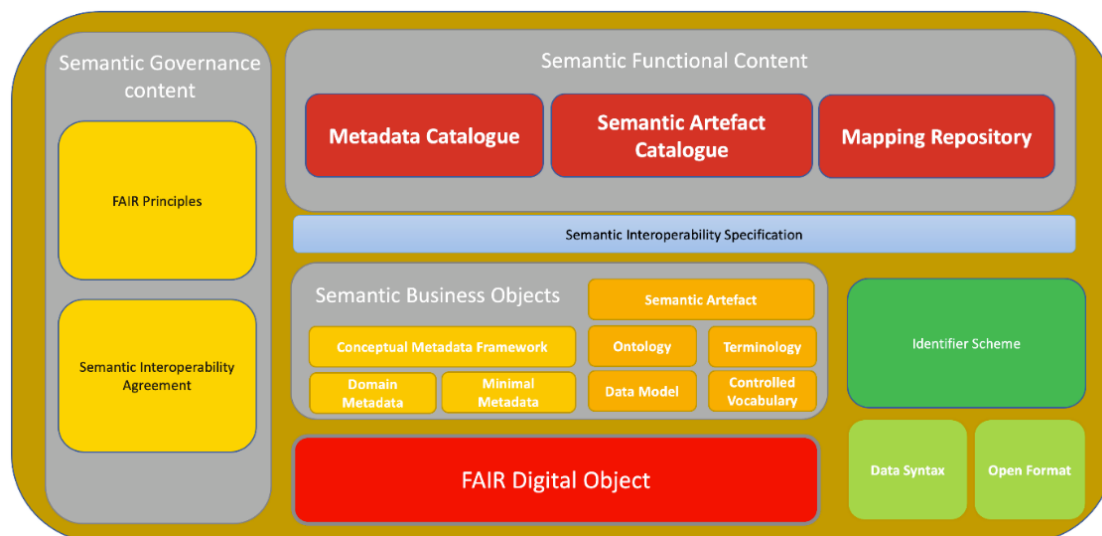 Semantic Governance
content
FAIR Principles
Semantic Interoperability
Agreement
Semantic Functional Content
Metadata Catalogue
Semantic Artefact
Catalogue
Mapping Repository
Semantic Interoperability Specification
Semantic Business Objects
Semantic Artefact
Conceptual Metadata Framework
Ontology
Terminology
Domain
Metadata
Minimal
Metadata
Data Model
Controlled
Vocabulary
Identifier Scheme
FAIR Digital Object
Data Syntax
Open Format